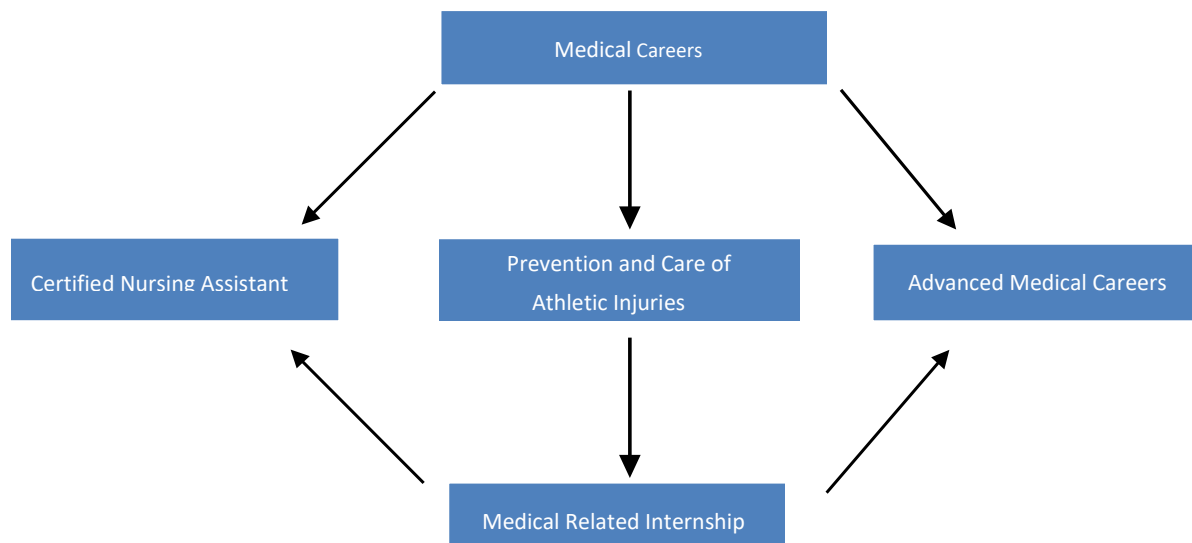 Medical Careers
Certified Nursing Assistant
Prevention and Care of
Athletic Injuries
Advanced Medical Careers
Medical Related Internship